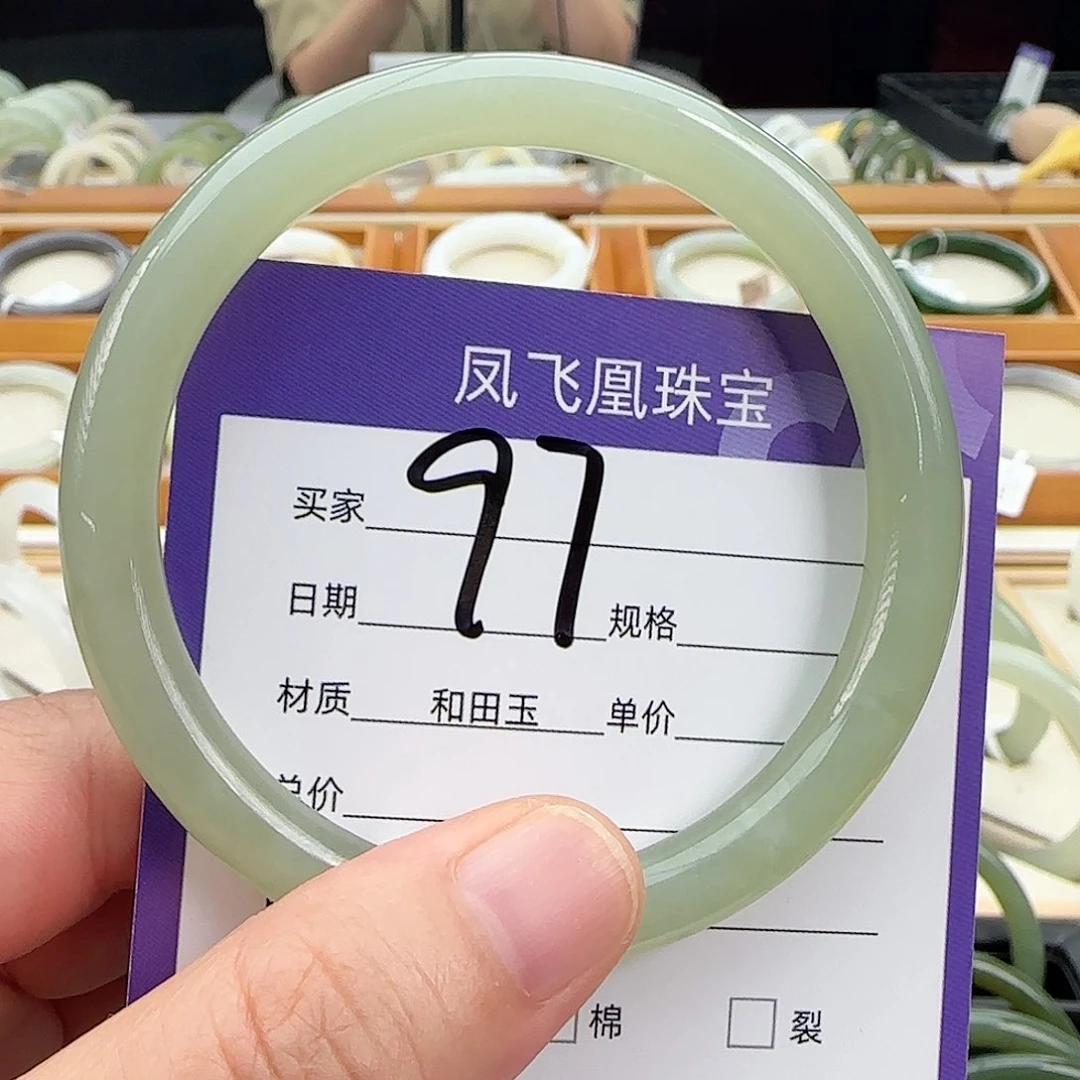 凤飞凰珠宝
97
买家
日期 规格
材质 和田玉 单价
总价
棉 裂